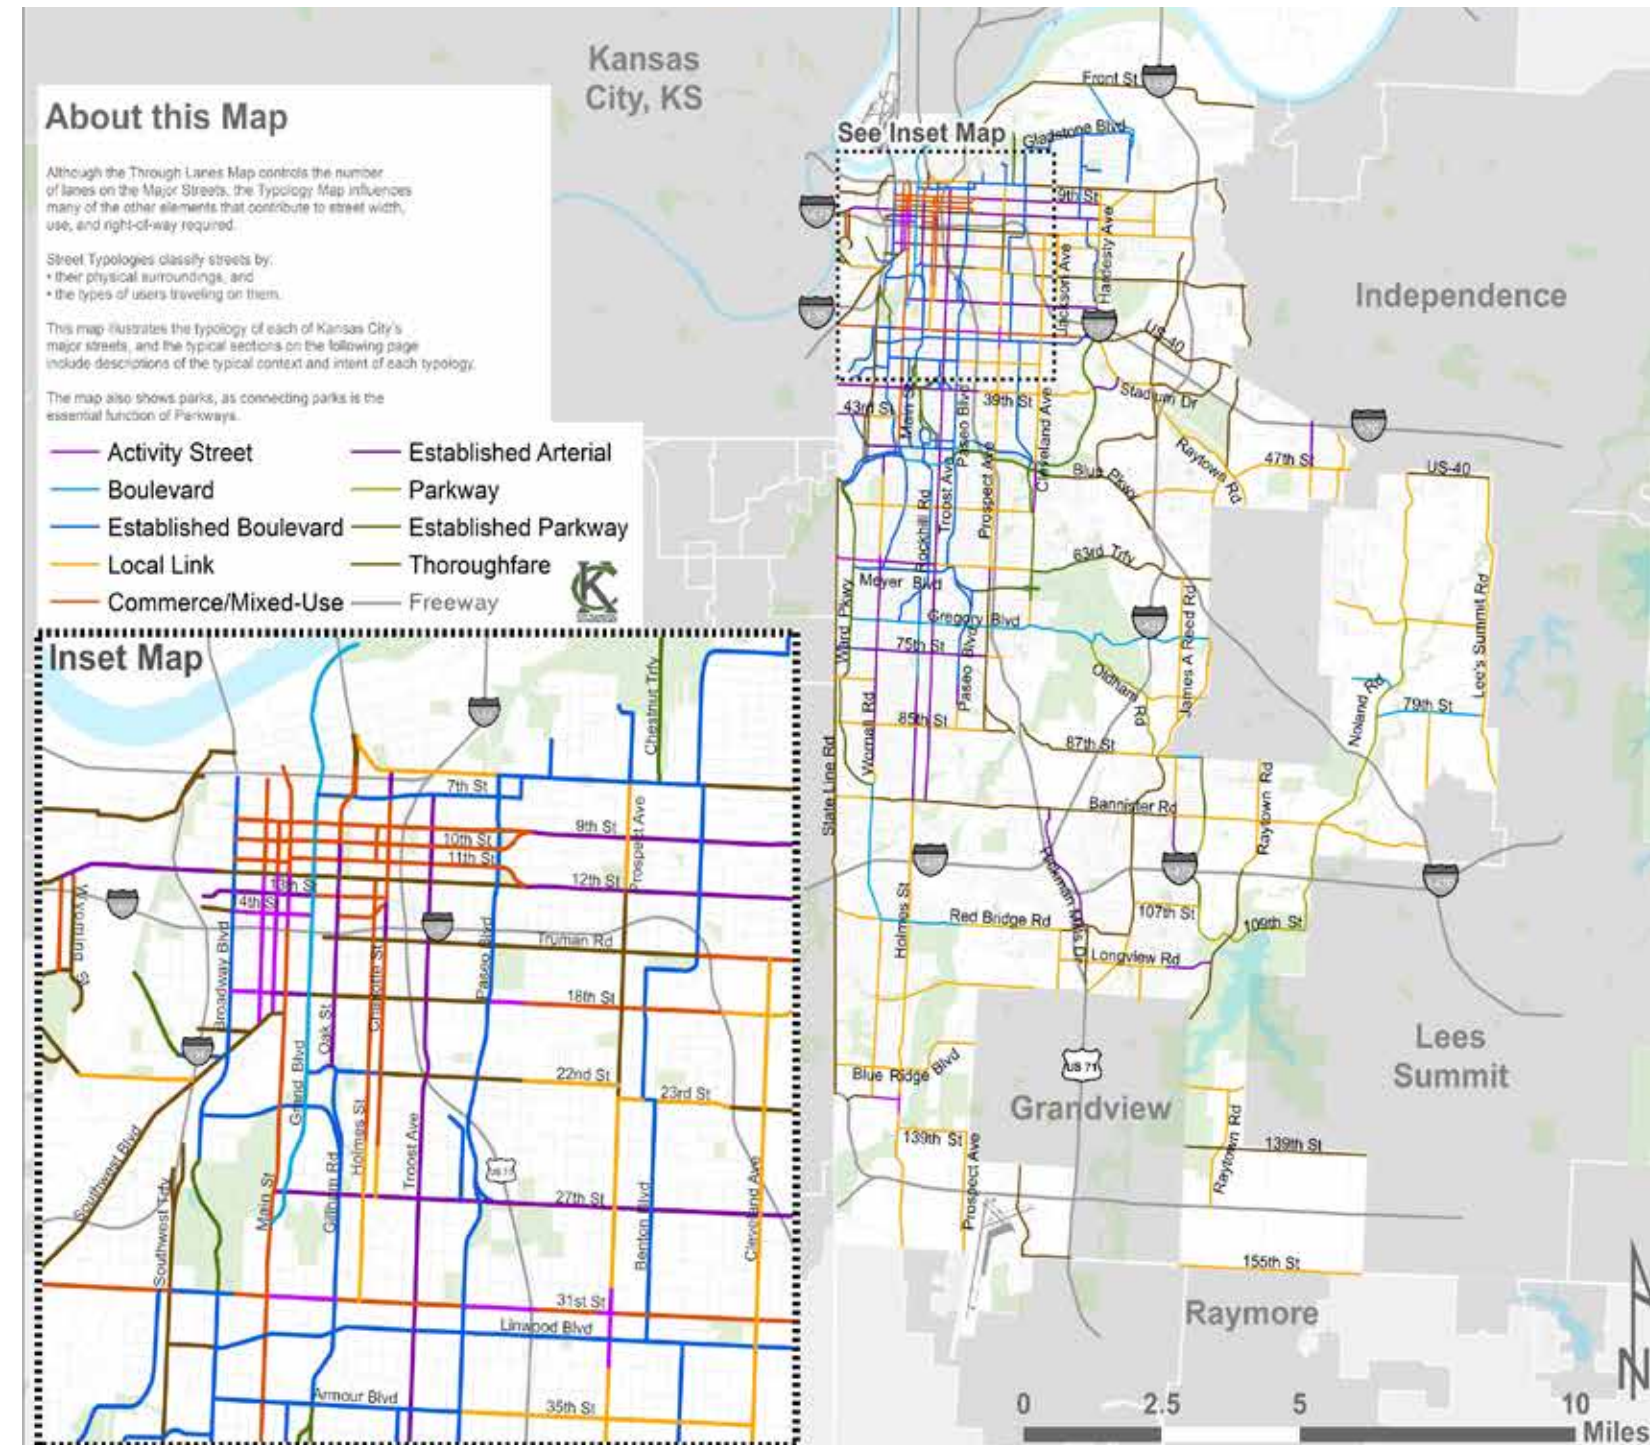 About this Map
Although the Through Lanes Map controls the number
of lanes on the Major Streets, the Typology Map influences
many of the other elements that contribute to street width,
use, and right-of-way required.
Street Typologies classify streets by:
• their physical surroundings, and
• the types of users traveling on them.
This map illustrates the typology of each of Kansas City's
major streets, and the typical sections on the following page
include descriptions of the typical context and intent of each typology.
The map also shows parks, as connecting parks is the
essential function of Parkways.
Activity Street
Boulevard
Established Boulevard
Local Link
Commerce/Mixed-Use
Established Arterial
Parkway
Established Parkway
Thoroughfare
Freeway
KC
Kansas
City, KS
See Inset Map
Front St
Gladstone Blvd
9th St
Hardesty Ave
Jackson Ave
Independence
US-40
Stadium Dr
39th St
43rd St
Main St
Paseo Blvd
Cleveland Ave
Raytown Rd
47th St
US-40
Blue Pkwy
Prospect Ave
Troost Ave
Rockhill Rd
63rd Trfy
Meyer Blvd
Gregory Blvd
Ward Pkwy
75th St
Paseo Blvd
James A Reed Rd
Oldham Rd
Lee's Summit Rd
Noland Rd
79th St
85th St
Wornall Rd
State Line Rd
87th St
Bannister Rd
Raytown Rd
Hickman Mills Dr
Holmes St
Red Bridge Rd
107th St
109th St
Longview Rd
Lees
Summit
Blue Ridge Blvd
US 71
Grandview
139th St
Prospect Ave
Raytown Rd
139th St
155th St
Raymore
0 2.5 5 10
Miles
N
Inset Map
Chestnut Trfy
7th St
9th St
Prospect Ave
10th St
11th St
12th St
13th St
4th St
Wyoming St
Broadway Blvd
Truman Rd
Paseo Blvd
Charlotte St
18th St
Oak St
Grand Blvd
22nd St
23rd St
Holmes St
Troost Ave
US 71
Southwest Blvd
Southwest Trfy
Main St
Gillham Rd
27th St
Benton Blvd
Cleveland Ave
31st St
Linwood Blvd
Armour Blvd
35th St